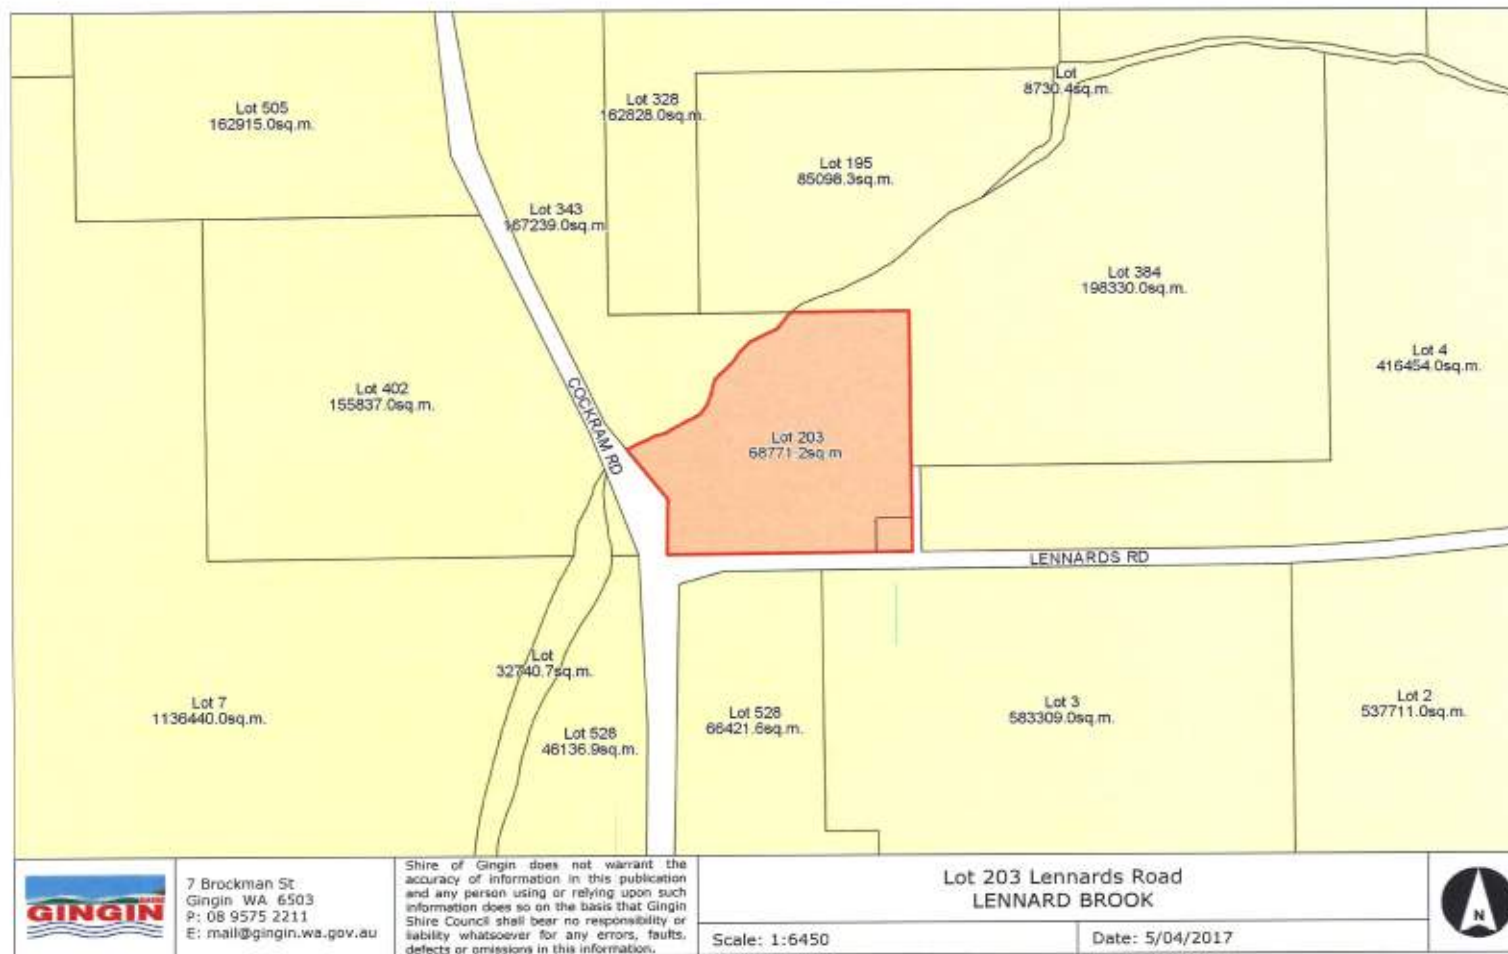 Lot
8730.4sq.m.
Lot 505
162915.0sq.m.
Lot 328
162828.0sq.m.
Lot 195
85098.3sq.m.
Lot 343
167239.0sq.m
Lot 384
198330.0sq.m.
Lot 4
416454.0sq.m.
Lot 402
155837.0sq.m.
COCKRAM RD
Lot 203
68771.2sq.m
LENNARDS RD
Lot
32740.7sq.m.
Lot 7
1136440.0sq.m.
Lot 528
46136.9sq.m.
Lot 528
66421.6sq.m.
Lot 3
583309.0sq.m.
Lot 2
537711.0sq.m.
GINGIN
7 Brockman St
Gingin WA 6503
P: 08 9575 2211
E: mail@gingin.wa.gov.au
Shire of Gingin does not warrant the
accuracy of information in this publication
and any person using or relying upon such
information does so on the basis that Gingin
Shire Council shall bear no responsibility or
liability whatsoever for any errors, faults,
defects or omissions in this information.
Lot 203 Lennards Road
LENNARD BROOK
Scale: 1:6450
Date: 5/04/2017
N